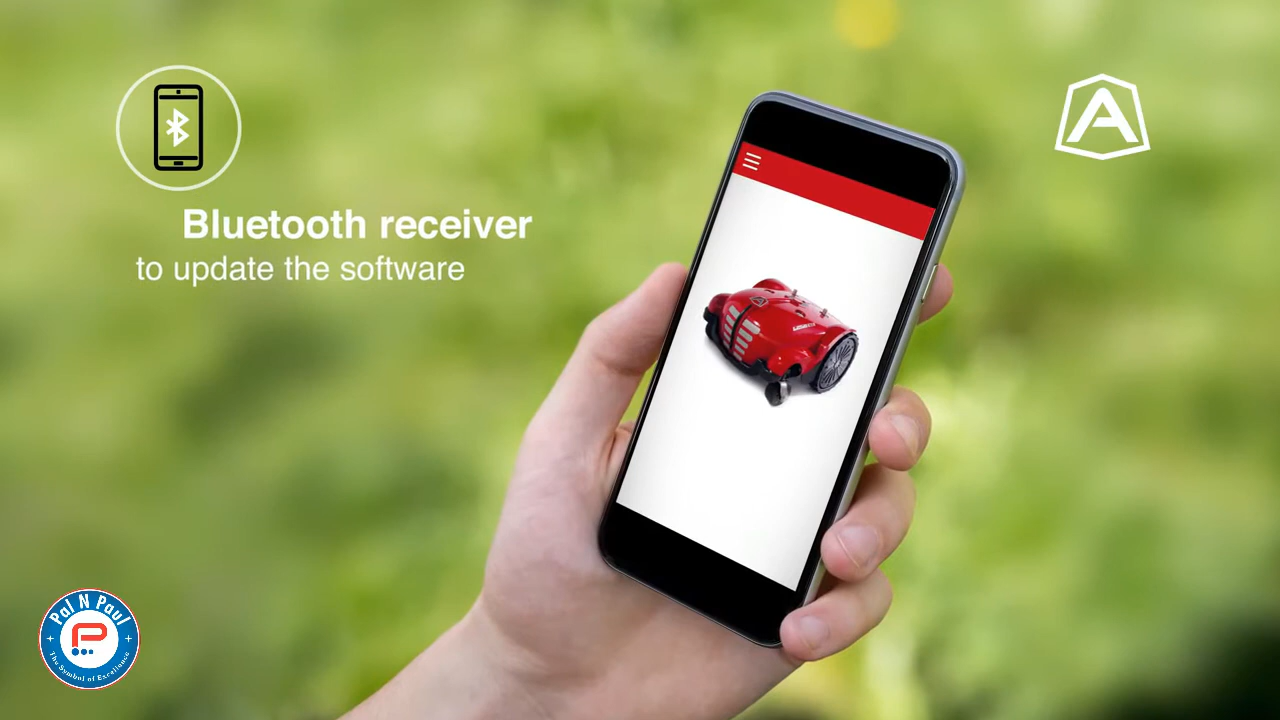 Bluetooth receiver
to update the software
Pal N Paul
The Symbol of Excellence